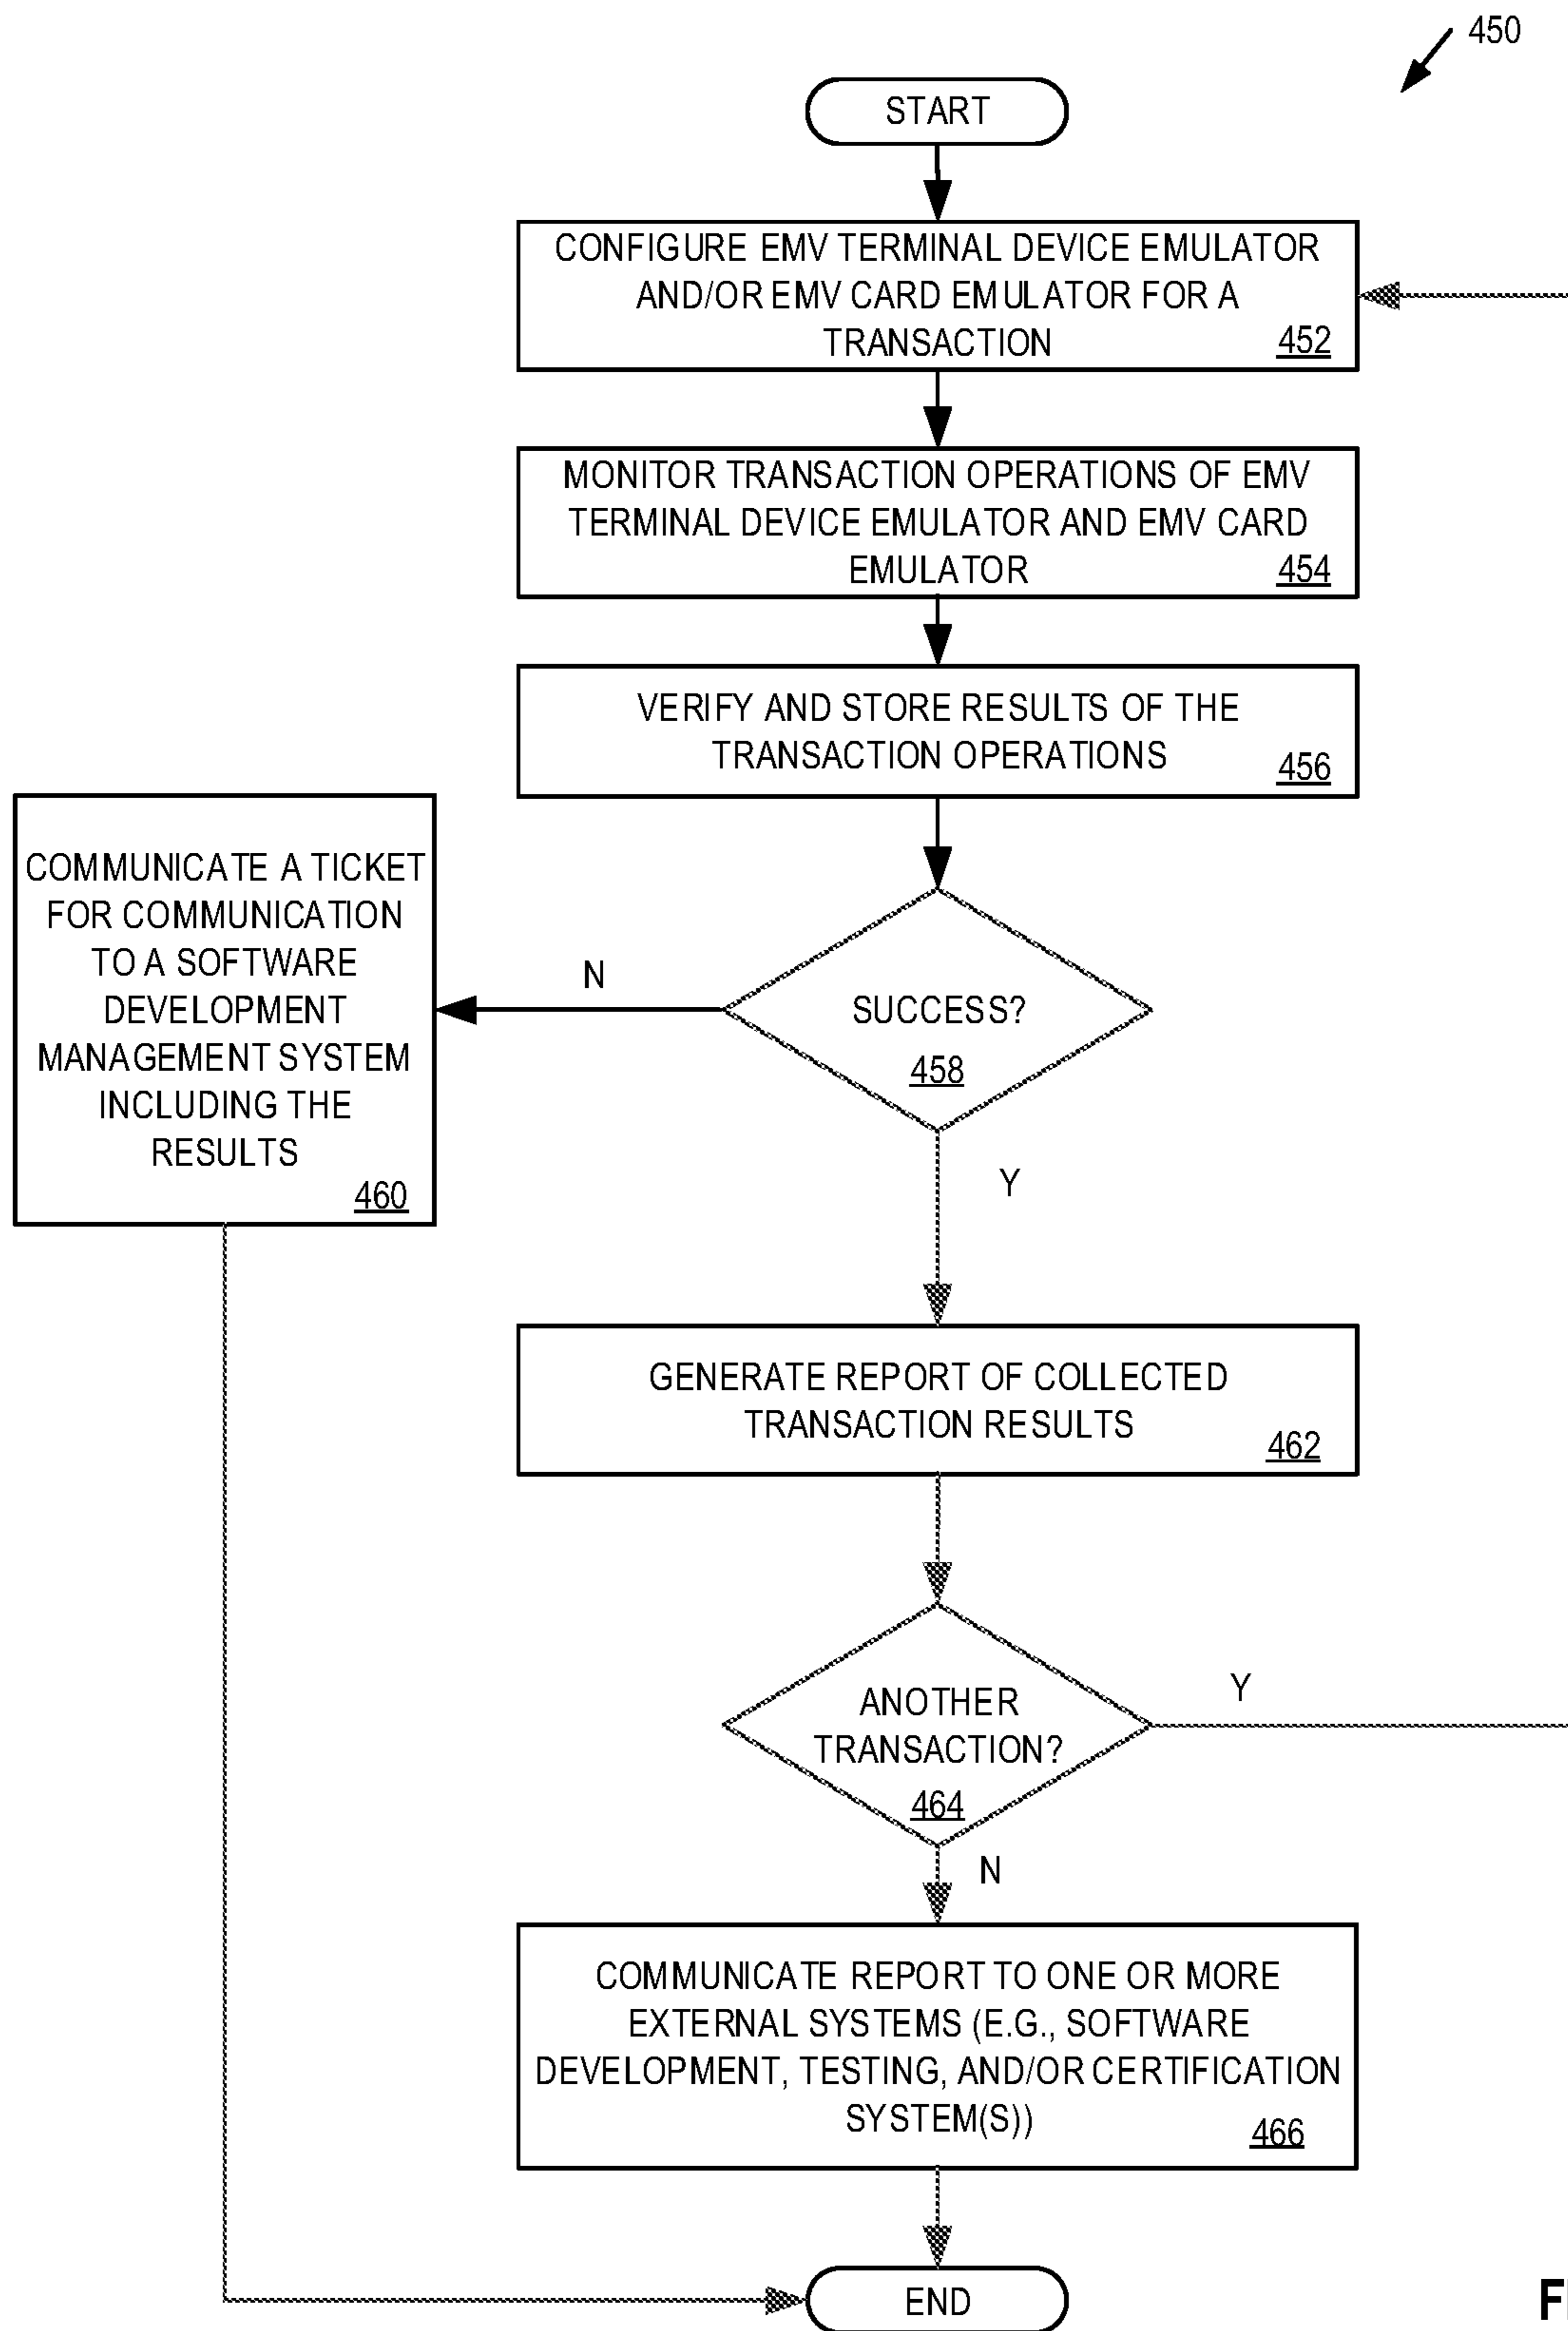 450
START
CONFIGURE EMV TERMINAL DEVICE EMULATOR
AND/OR EMV CARD EMULATOR FOR A
TRANSACTION
452
MONITOR TRANSACTION OPERATIONS OF EMV
TERMINAL DEVICE EMULATOR AND EMV CARD
EMULATOR
454
VERIFY AND STORE RESULTS OF THE
TRANSACTION OPERATIONS
456
SUCCESS?
458
N
COMMUNICATE A TICKET
FOR COMMUNICATION
TO A SOFTWARE
DEVELOPMENT
MANAGEMENT SYSTEM
INCLUDING THE
RESULTS
460
Y
GENERATE REPORT OF COLLECTED
TRANSACTION RESULTS
462
ANOTHER
TRANSACTION?
464
Y
N
COMMUNICATE REPORT TO ONE OR MORE
EXTERNAL SYSTEMS (E.G., SOFTWARE
DEVELOPMENT, TESTING, AND/OR CERTIFICATION
SYSTEM(S))
466
END